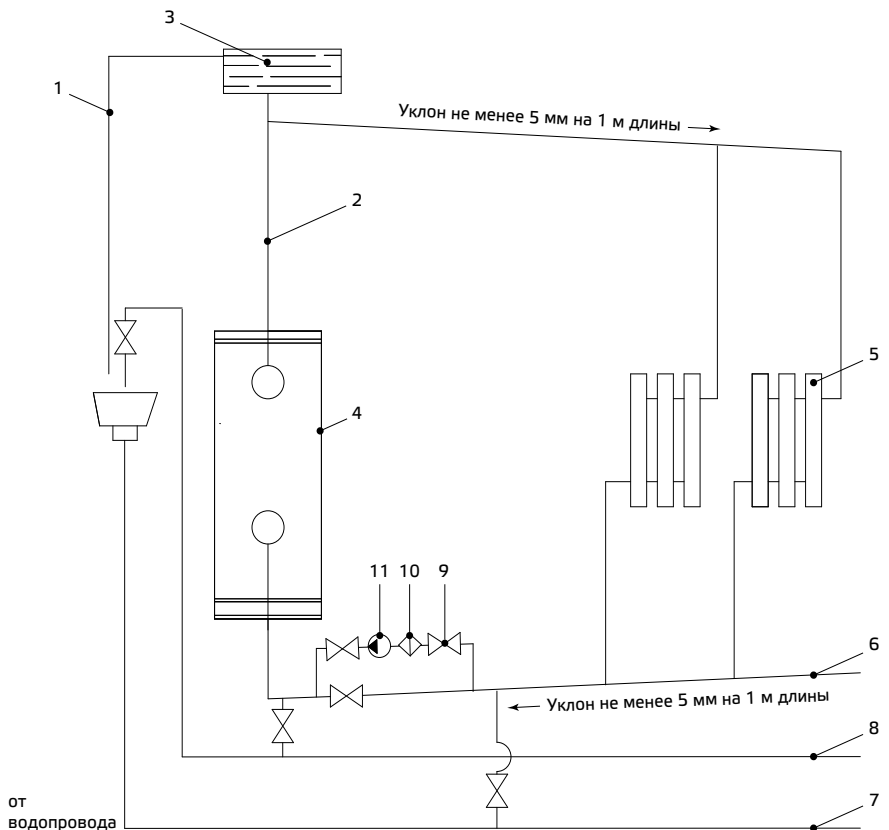 3
1
Уклон не менее 5 мм на 1 м длины
2
5
4
11 10 9
6
Уклон не менее 5 мм на 1 м длины
8
от
водопровода
7